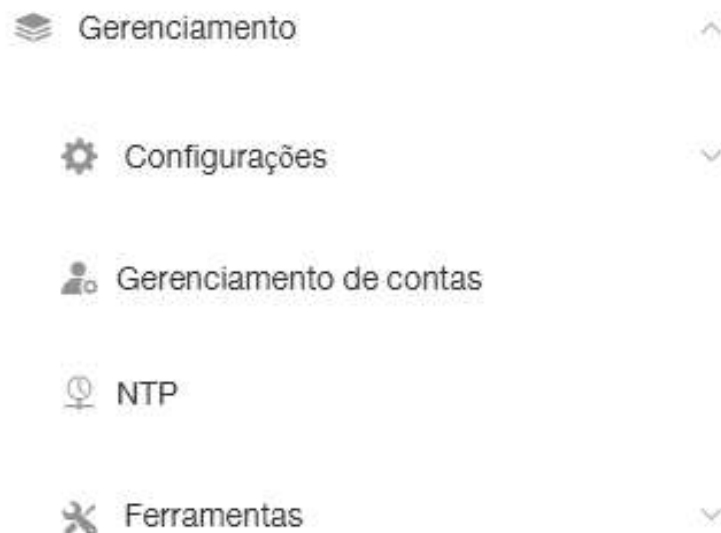 Gerenciamento
Configurações
Gerenciamento de contas
NTP
Ferramentas